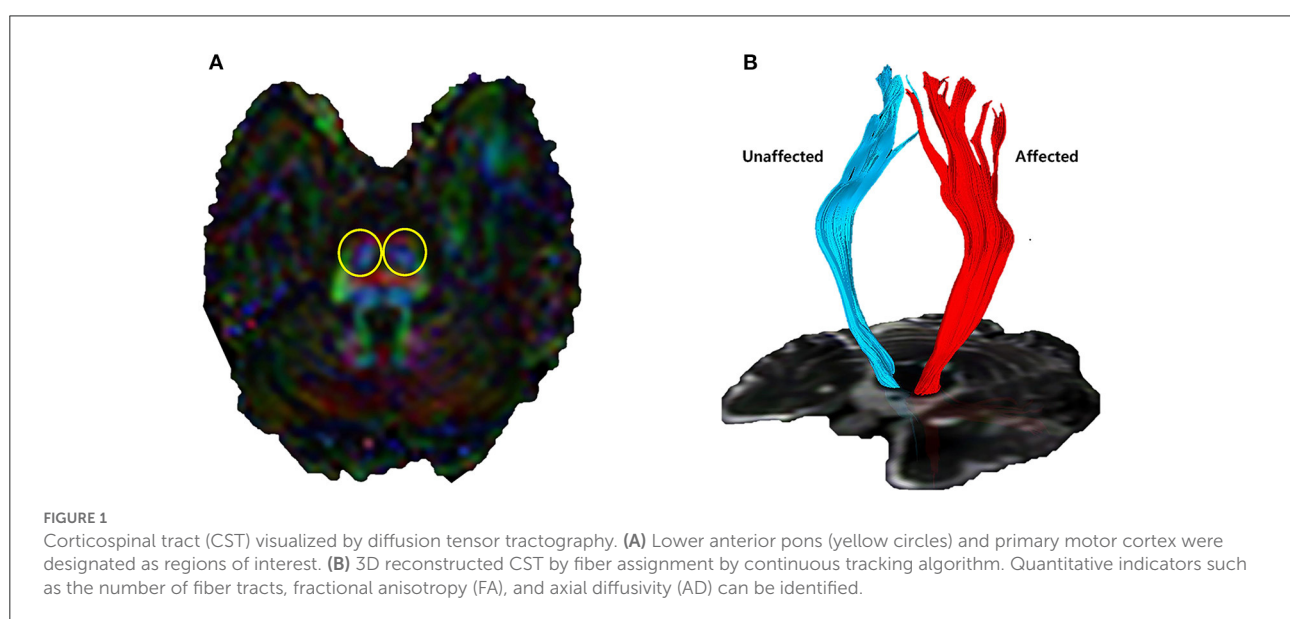 A
B
Unaffected
Affected
FIGURE 1
Corticospinal tract (CST) visualized by diffusion tensor tractography. (A) Lower anterior pons (yellow circles) and primary motor cortex were
designated as regions of interest. (B) 3D reconstructed CST by fiber assignment by continuous tracking algorithm. Quantitative indicators such
as the number of fiber tracts, fractional anisotropy (FA), and axial diffusivity (AD) can be identified.